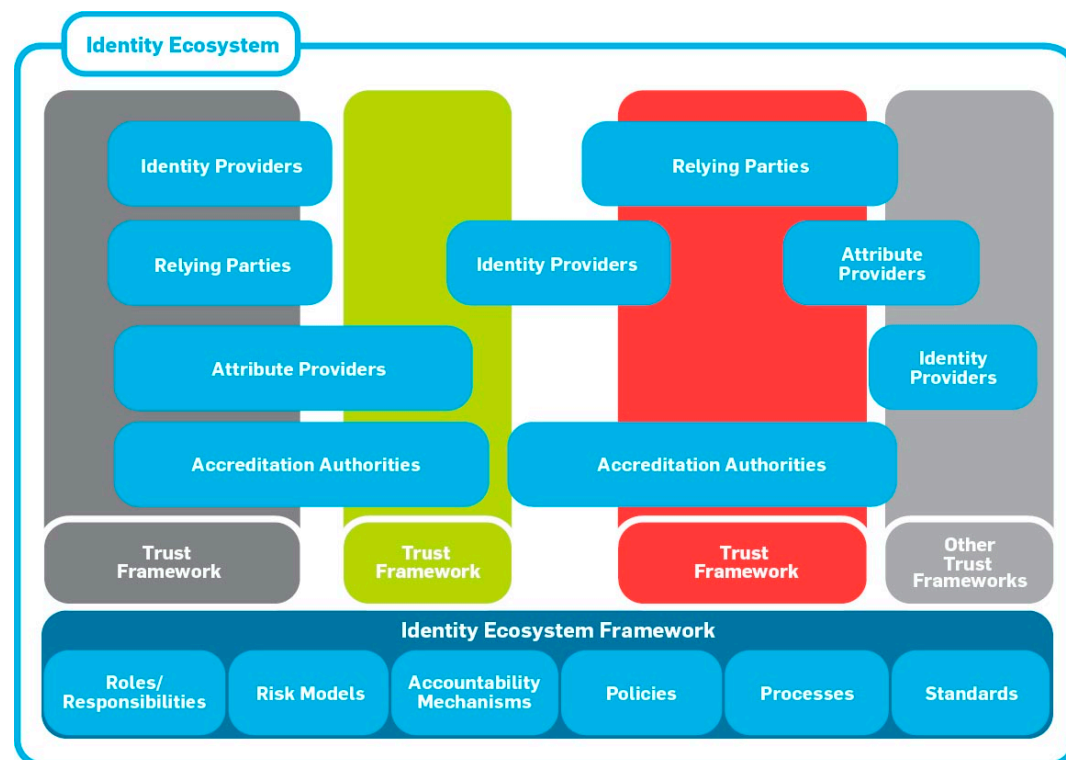 Identity Ecosystem
Identity Providers
Relying Parties
Relying Parties
Identity Providers
Attribute
Providers
Attribute Providers
Identity
Providers
Accreditation Authorities
Accreditation Authorities
Trust
Framework
Trust
Framework
Trust
Framework
Other
Trust
Frameworks
Identity Ecosystem Framework
Roles/
Responsibilities
Risk Models
Accountability
Mechanisms
Policies
Processes
Standards